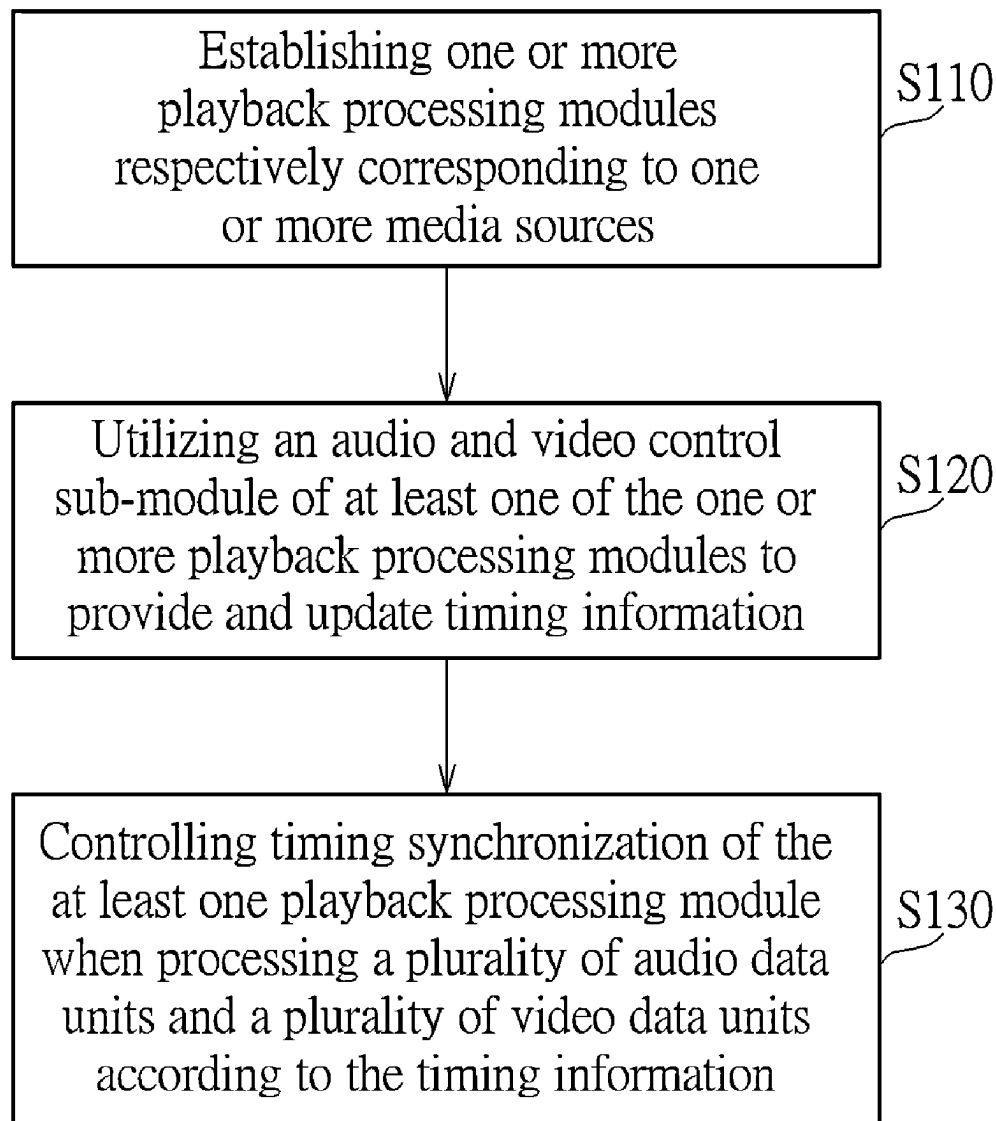 Establishing one or more
playback processing modules
respectively corresponding to one
or more media sources
S110
Utilizing an audio and video control
sub-module of at least one of the one or
more playback processing modules to
provide and update timing information
S120
Controlling timing synchronization of the
at least one playback processing module
when processing a plurality of audio data
units and a plurality of video data units
according to the timing information
S130